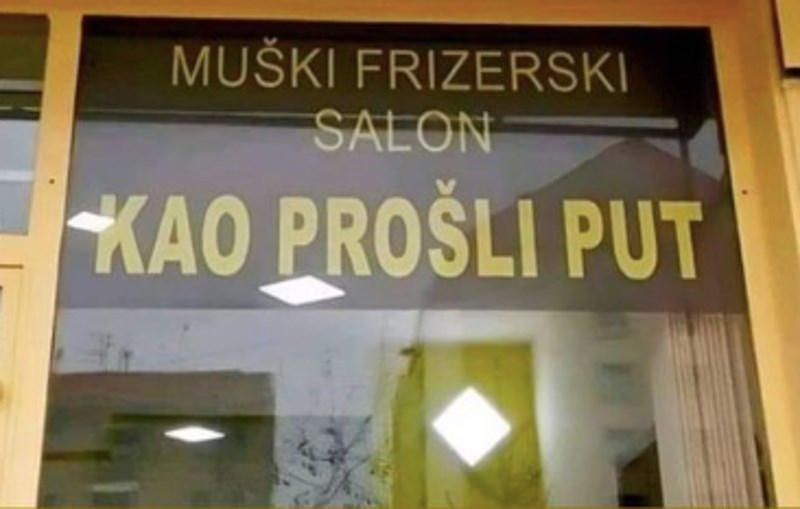 MUŠKI FRIZERSKI
SALON
KAO PROŠLI PUT